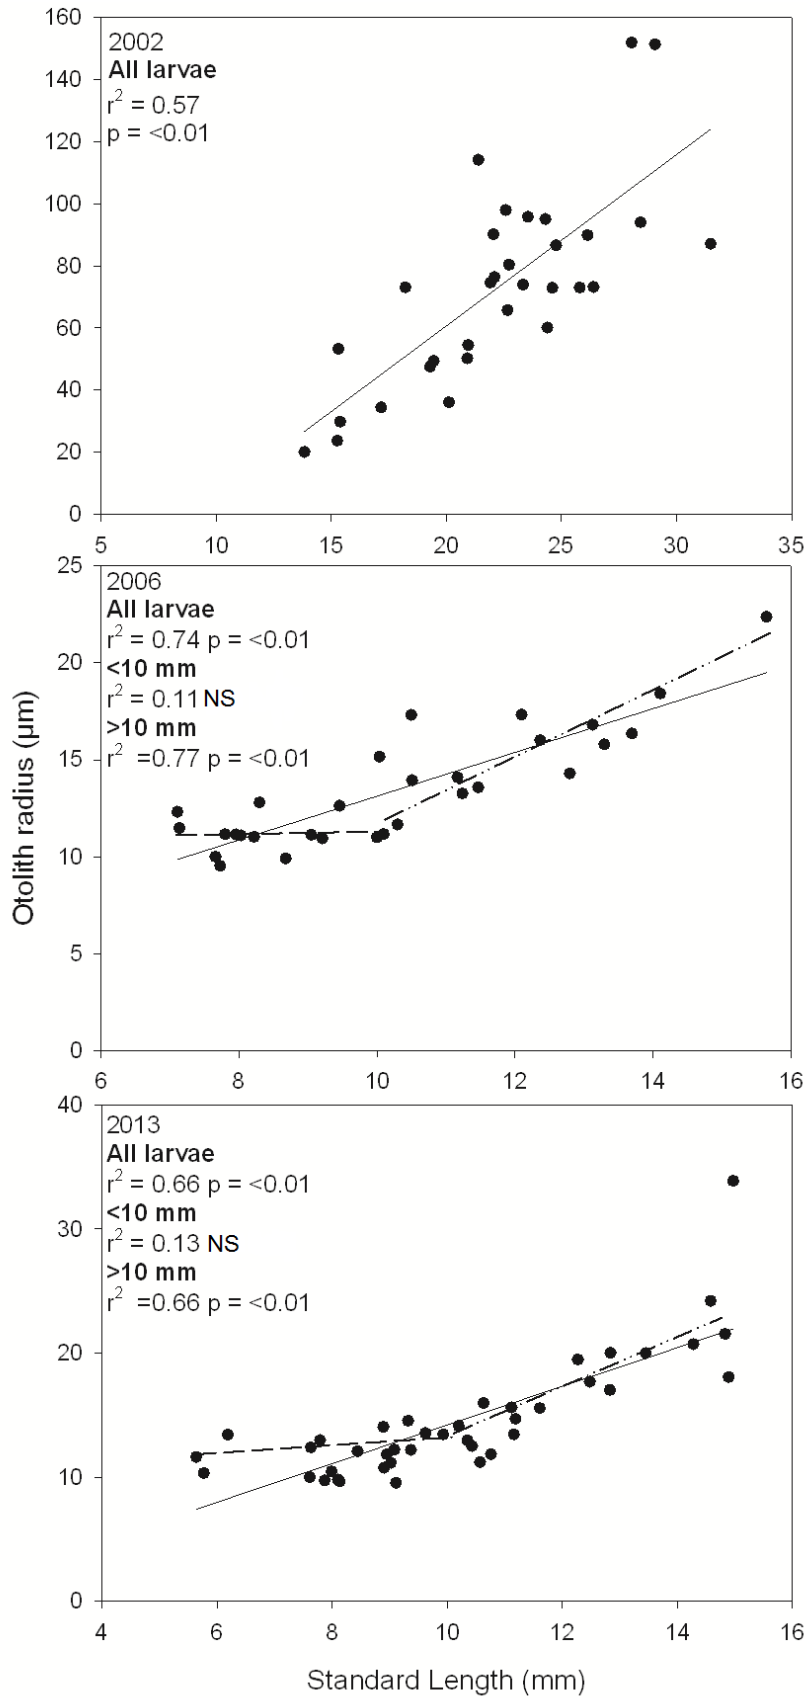 160
140
120
100
80
60
40
20
0
2002
All larvae
r² = 0.57
p = <0.01
5 10 15 20 25 30 35
25
20
15
10
5
0
2006
All larvae
r² = 0.74 p = <0.01
<10 mm
r² = 0.11 NS
>10 mm
r² =0.77 p = <0.01
Otolith radius (µm)
6 8 10 12 14 16
40
30
20
10
0
2013
All larvae
r² = 0.66 p = <0.01
<10 mm
r² = 0.13 NS
>10 mm
r² =0.66 p = <0.01
4 6 8 10 12 14 16
Standard Length (mm)